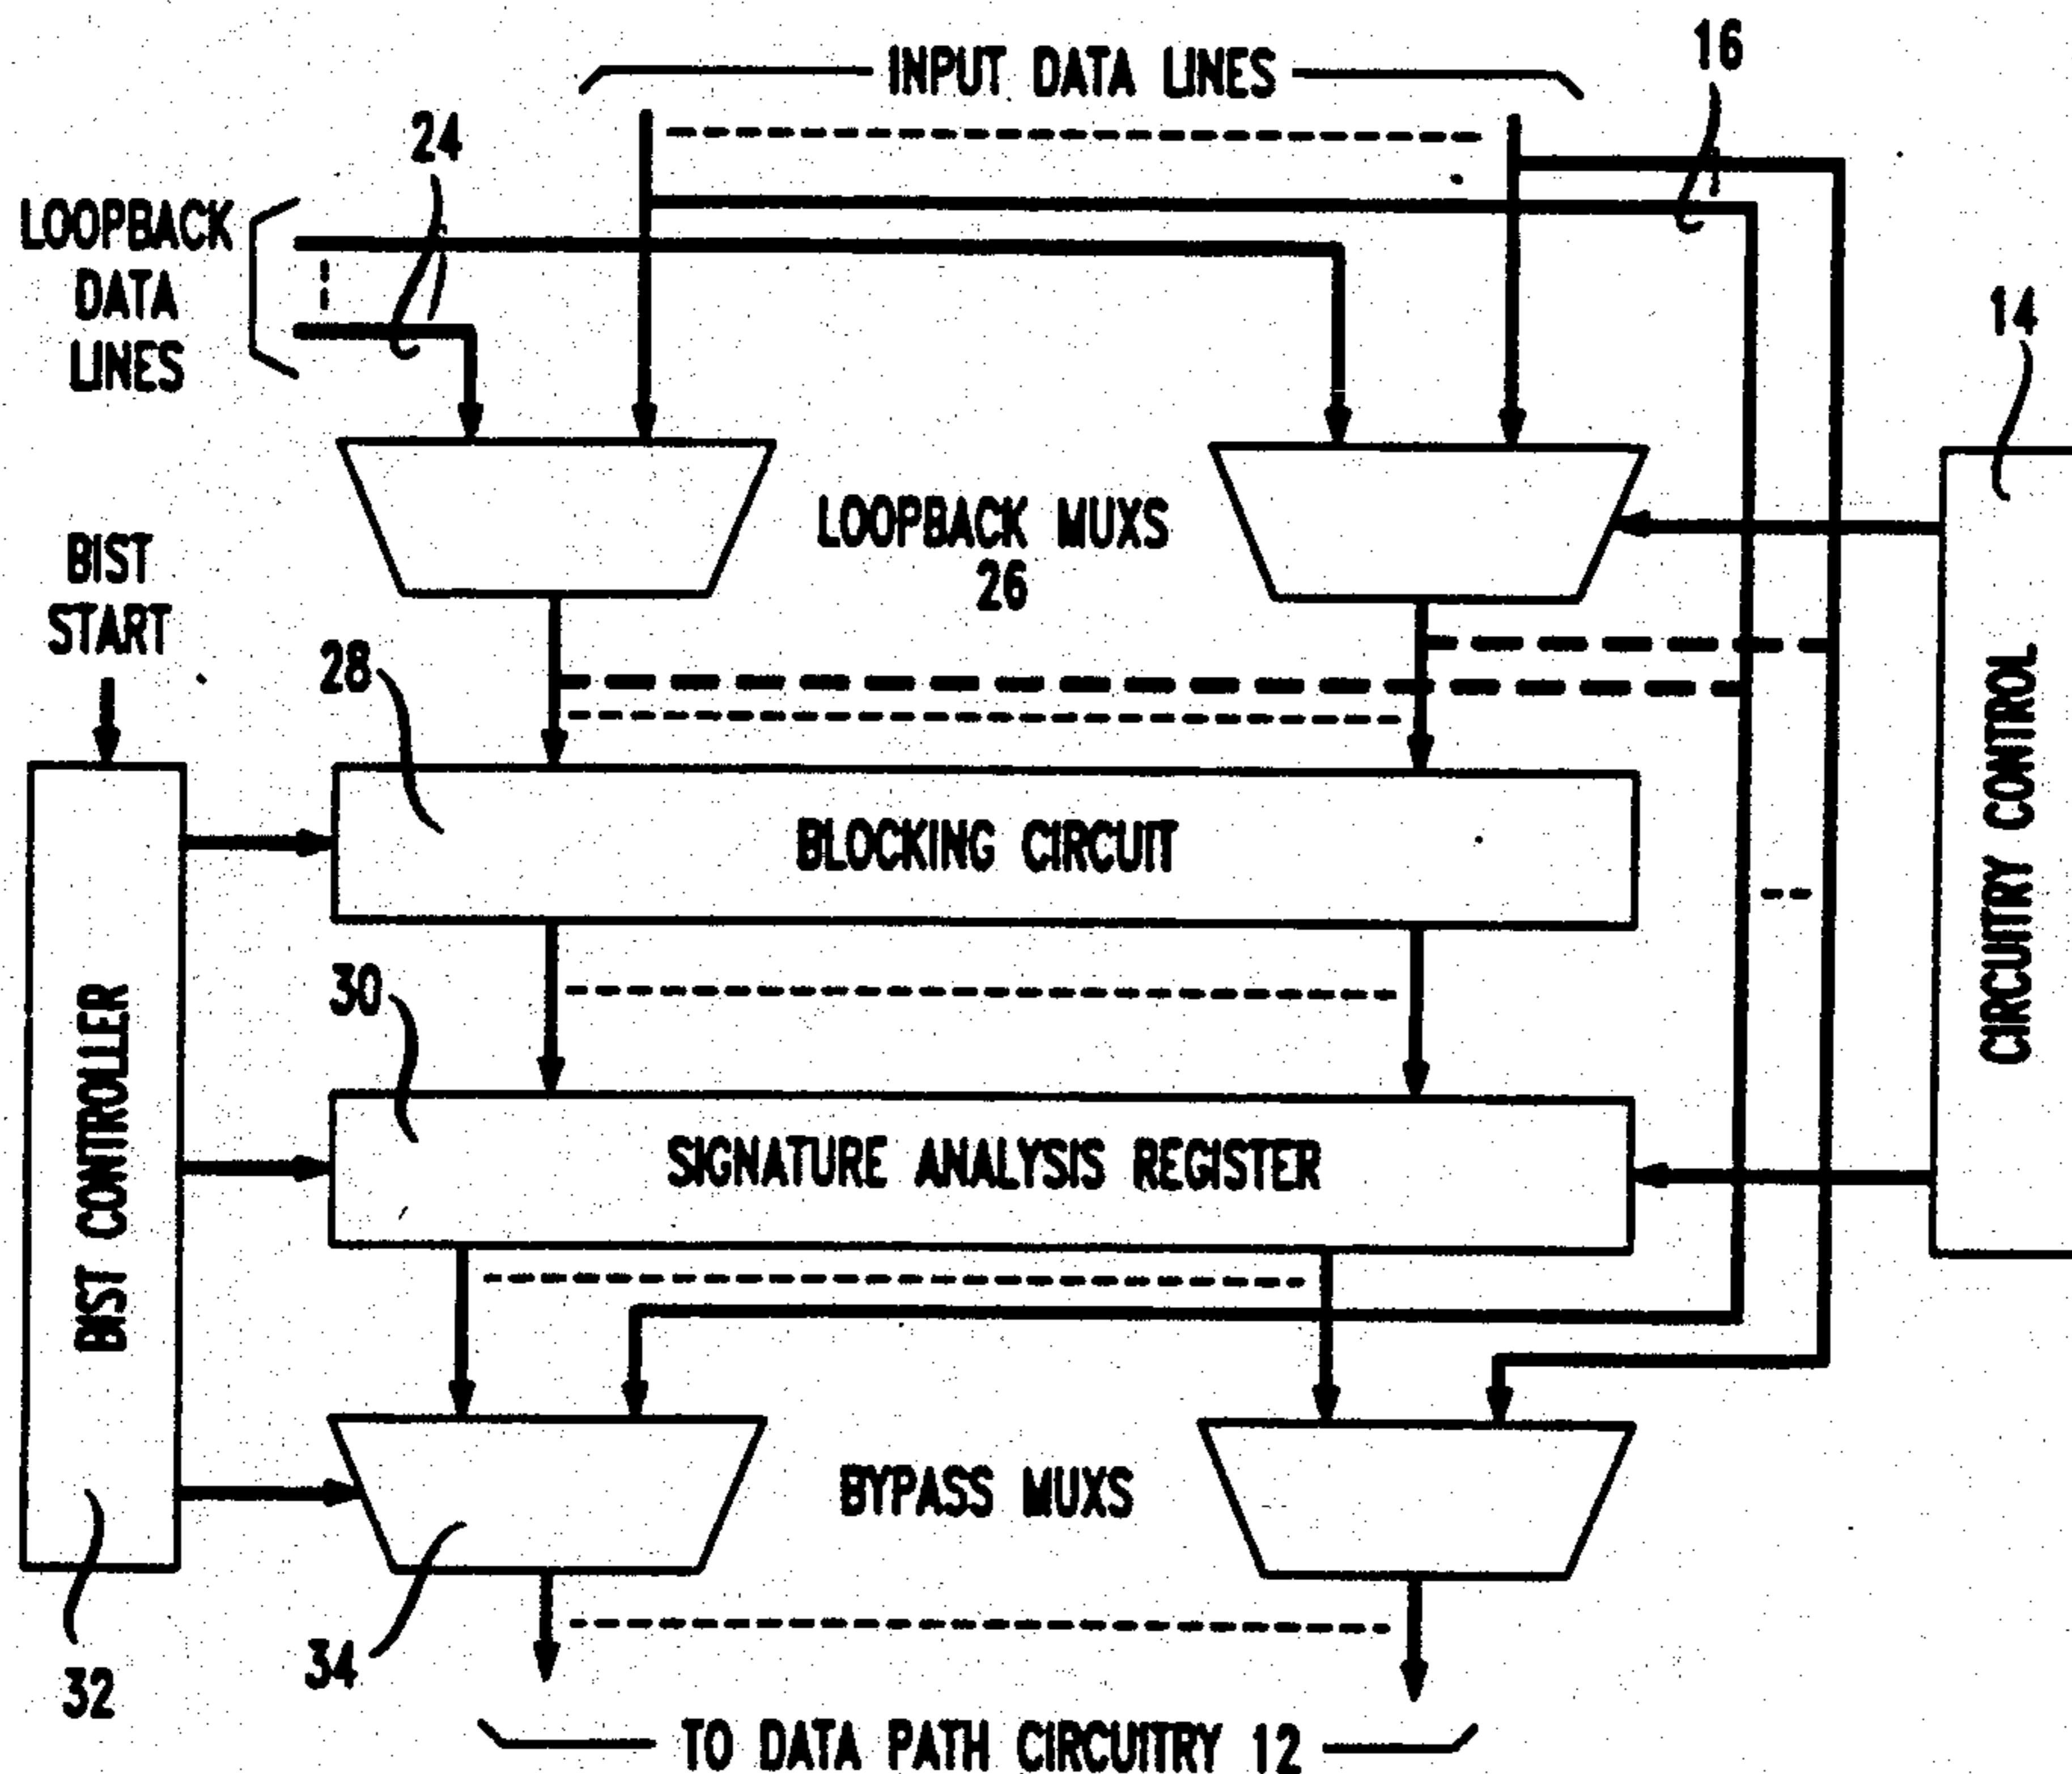 INPUT DATA LINES
16
24
LOOPBACK
DATA
LINES
14
LOOPBACK MUXS
26
BIST
START
28
BLOCKING CIRCUIT
CIRCUITRY CONTROL
30
SIGNATURE ANALYSIS REGISTER
BIST CONTROLLER
BYPASS MUXS
34
32
TO DATA PATH CIRCUITRY 12